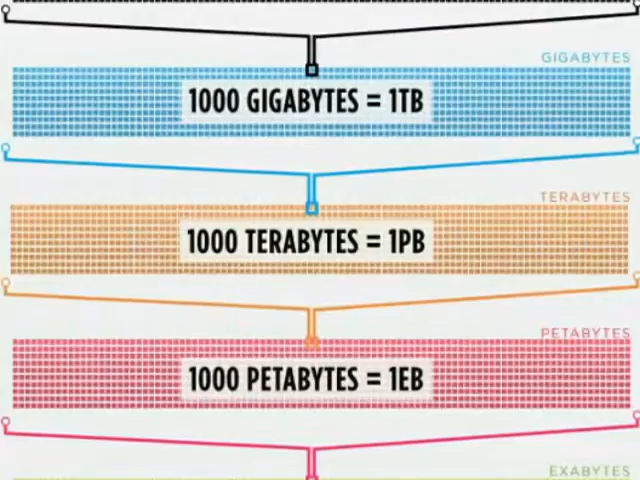 GIGABYTES
1000 GIGABYTES = 1TB
TERABYTES
1000 TERABYTES = 1PB
PETABYTES
1000 PETABYTES = 1EB
EXABYTES